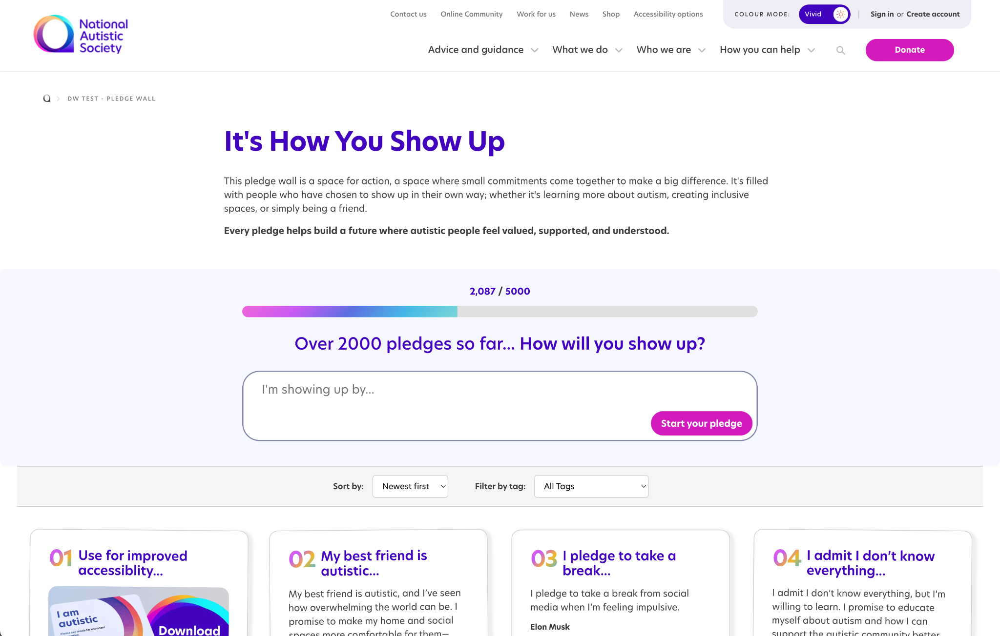 Contact us
Online Community
Work for us
News
Shop
Accessibility options
COLOUR MODE:
Vivid
Sign in or Create account
National
Autistic
Society
Advice and guidance
What we do
Who we are
How you can help
Donate
DW TEST - PLEDGE WALL
It's How You Show Up
This pledge wall is a space for action, a space where small commitments come together to make a big difference. It's filled
with people who have chosen to show up in their own way; whether it's learning more about autism, creating inclusive
spaces, or simply being a friend.
Every pledge helps build a future where autistic people feel valued, supported, and understood.
2,087 / 5000
Over 2000 pledges so far... How will you show up?
I'm showing up by...
Start your pledge
Sort by:
Newest first
Filter by tag:
All Tags
01 Use for improved
accessiblity...
I am
autistic
Please see inside for important
Download
02 My best friend is
autistic...
My best friend is autistic, and I've seen
how overwhelming the world can be. I
promise to make my home and social
spaces more comfortable for them—
03 I pledge to take a
break...
I pledge to take a break from social
media when I'm feeling impulsive.
Elon Musk
04 I admit I don't know
everything...
I admit I don't know everything, but I'm
willing to learn. I promise to educate
myself about autism and how I can
support the autistic community better